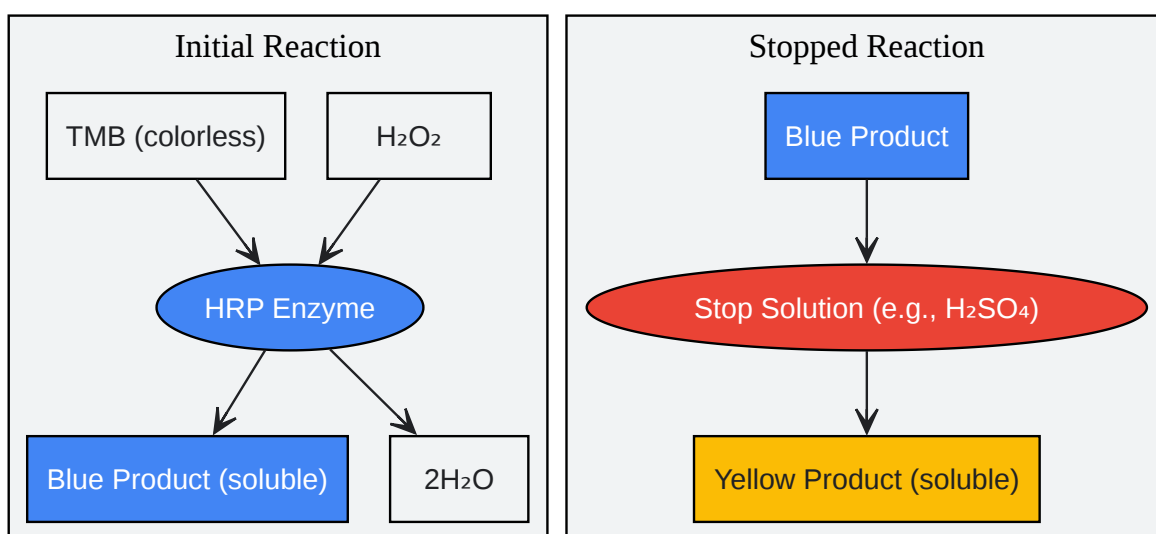 Initial Reaction
TMB (colorless)
H₂O₂
HRP Enzyme
Blue Product (soluble)
2H₂O
Stopped Reaction
Blue Product
Stop Solution (e.g., H₂SO₄)
Yellow Product (soluble)